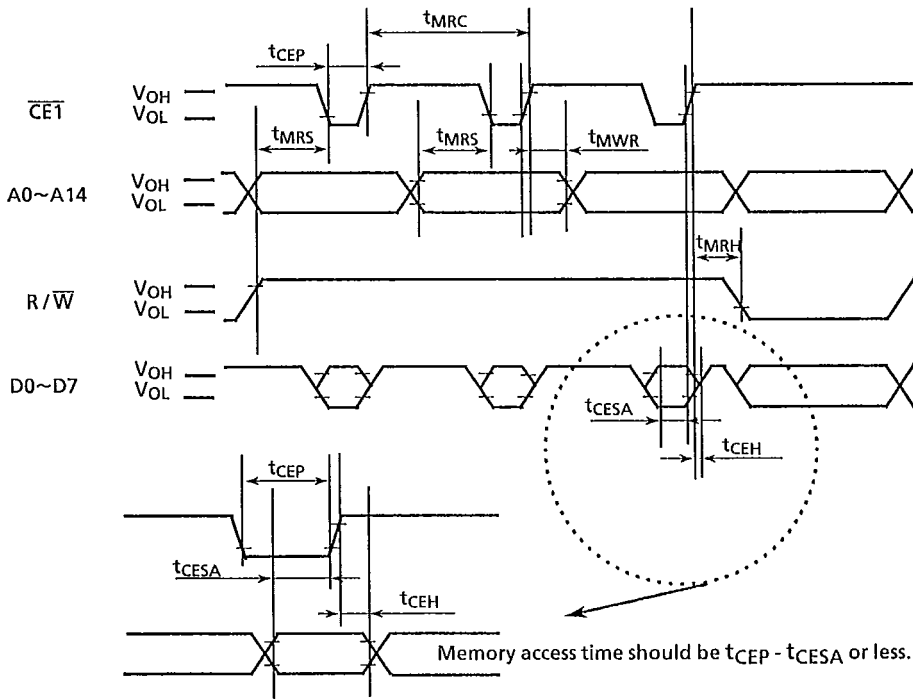 tMRC
tCEP
CE1
VOH
VOL
tMRS
tMRS
tMWR
A0~A14
VOH
VOL
tMRH
R/W
VOH
VOL
D0~D7
VOH
VOL
tCESA
tCEH
tCEP
tCESA
tCEH
Memory access time should be tCEP - tCESA or less.